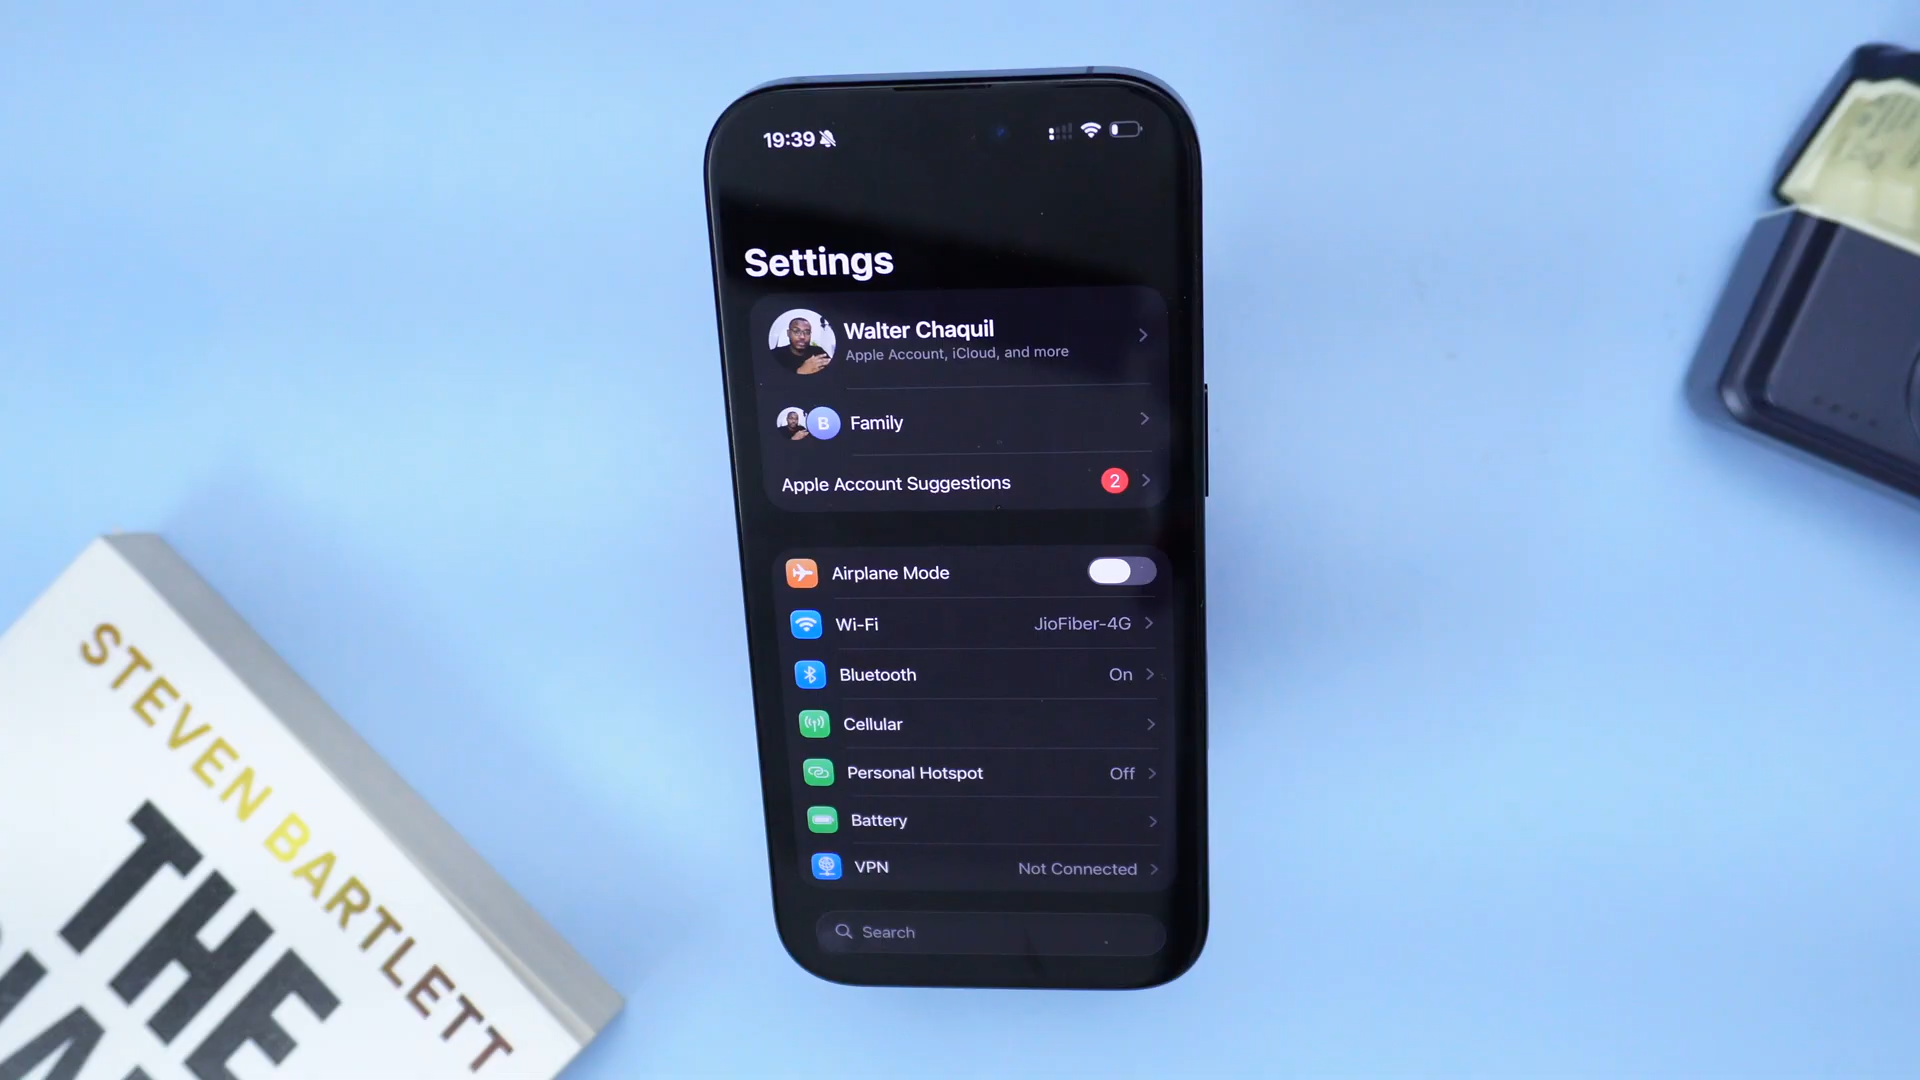 19:39
Settings
Walter Chaquil
Apple Account, iCloud, and more
B
Family
Apple Account Suggestions
2
Airplane Mode
Wi-Fi
JioFiber-4G
Bluetooth
On
Cellular
Personal Hotspot
Off
Battery
VPN
Not Connected
Search
STEVEN BARTLETT
THE